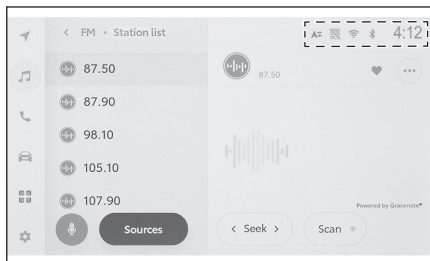 < FM • Station list
A= 4:12
87.50
87.90
98.10
105.10
107.90
Sources
87.50
Powered by Gracenote®
< Seek >
Scan